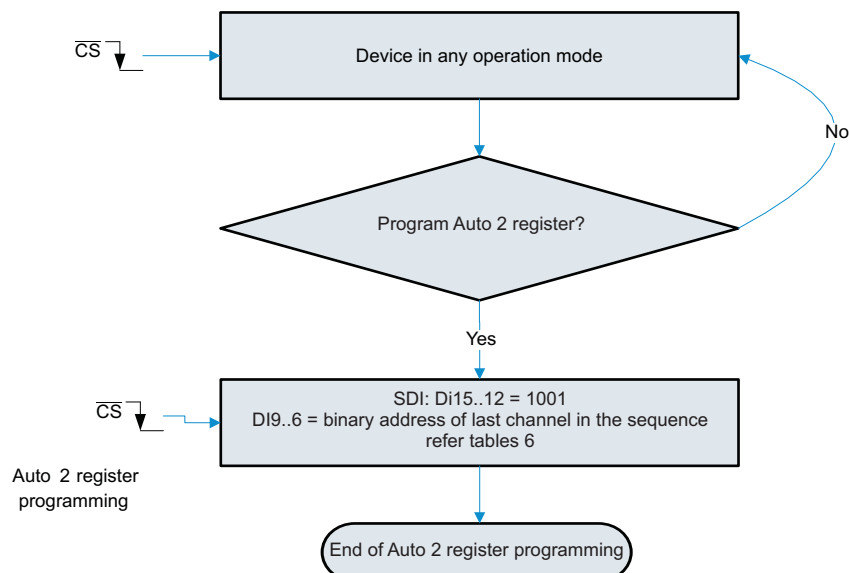 CS
Device in any operation mode
No
Program Auto 2 register?
Yes
CS
SDI: Di15..12 = 1001
DI9..6 = binary address of last channel in the sequence
refer tables 6
Auto 2 register
programming
End of Auto 2 register programming